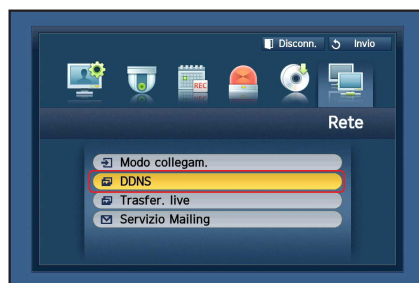 Disconn. Invio
REC
Rete
Modo collegam.
DDNS
Trasfer. live
Servizio Mailing